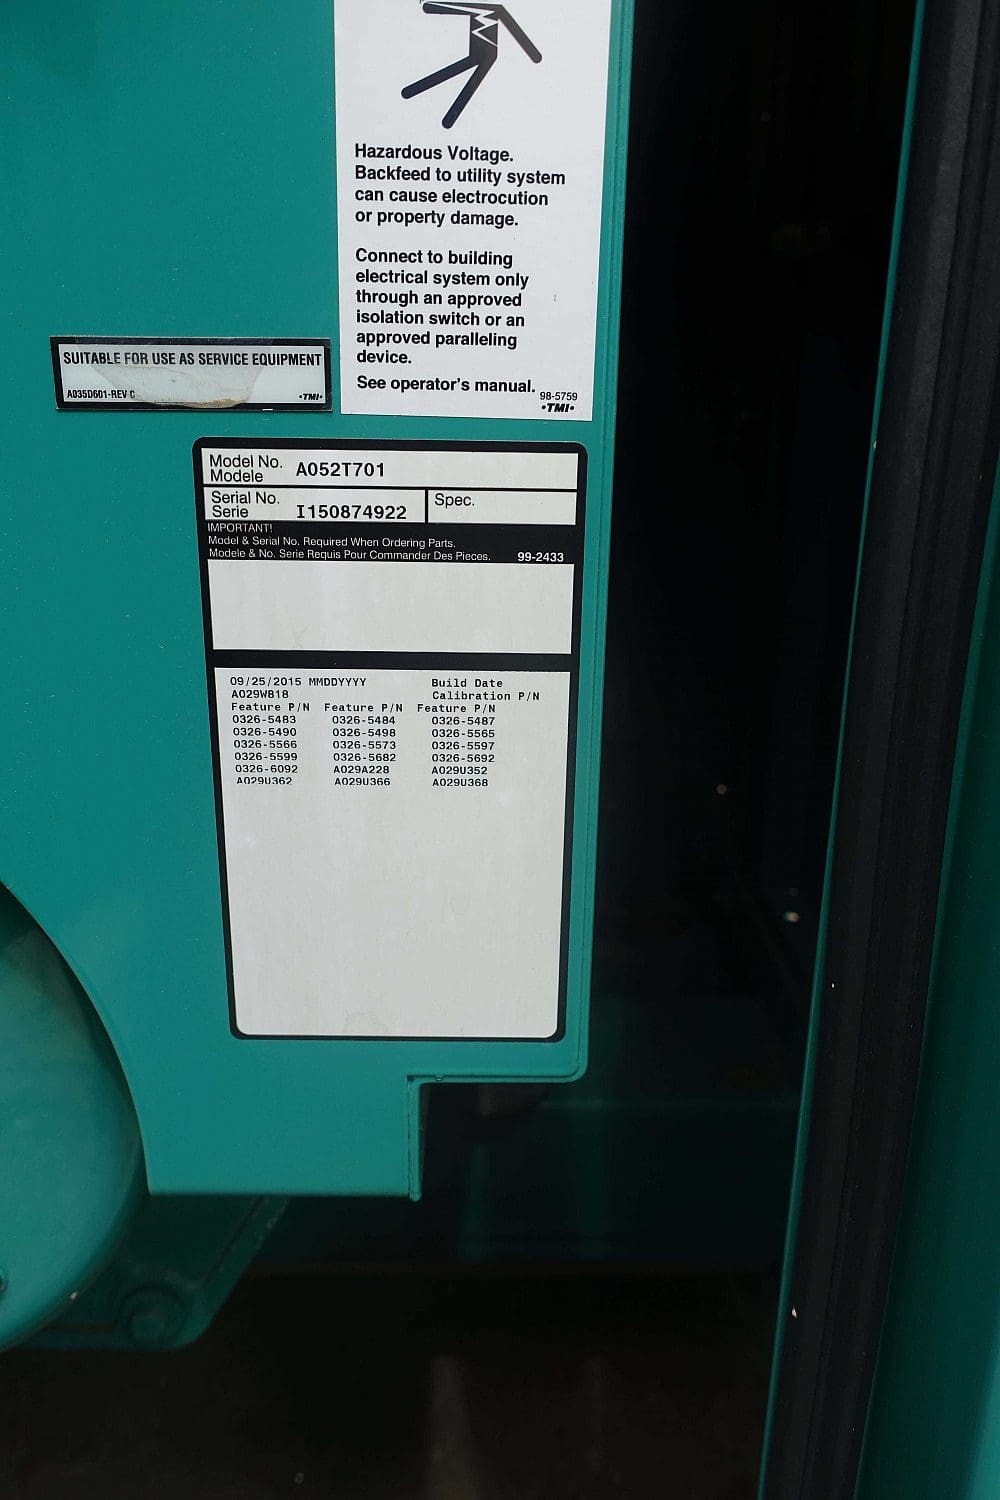 Hazardous Voltage.
Backfeed to utility system
can cause electrocution
or property damage.
Connect to building
electrical system only
through an approved
isolation switch or an
approved paralleling
device.
See operator's manual.
98-5759
•TMI•
SUITABLE FOR USE AS SERVICE EQUIPMENT
A035D601-REV C
•TMI•
Model No.
Modele
A052T701
Serial No.
Serie
I150874922
Spec.
IMPORTANT!
Model & Serial No. Required When Ordering Parts.
Modele & No. Serie Requis Pour Commander Des Pieces. 99-2433
09/25/2015 MMDDYYYY Build Date
A029W818 Calibration P/N
Feature P/N Feature P/N Feature P/N
0326-5483 0326-5484 0326-5487
0326-5490 0326-5498 0326-5565
0326-5566 0326-5573 0326-5597
0326-5599 0326-5682 0326-5692
0326-6092 A029A228 A029U352
A029U362 A029U366 A029U368